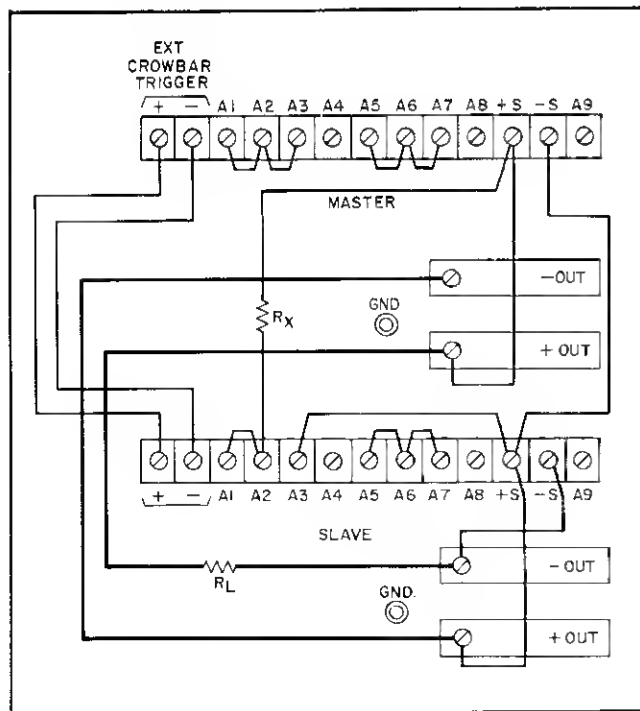 EXT
CROWBAR
TRIGGER
+ − A1 A2 A3 A4 A5 A6 A7 A8 +S −S A9
MASTER
−OUT
GND
RX
+ OUT
+ − A1 A2 A3 A4 A5 A6 A7 A8 +S −S A9
SLAVE
− OUT
RL
GND.
+ OUT